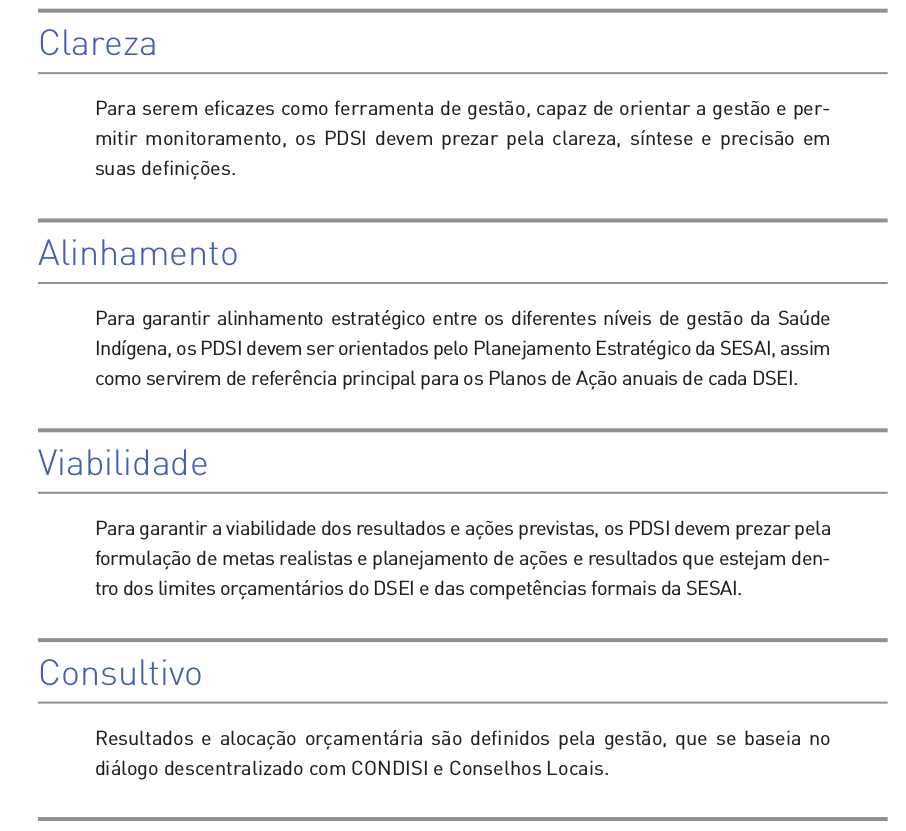 Clareza
Para serem eficazes como ferramenta de gestão, capaz de orientar a gestão e per-
mitir monitoramento, os PDSI devem prezar pela clareza, síntese e precisão em
suas definições.
Alinhamento
Para garantir alinhamento estratégico entre os diferentes níveis de gestão da Saúde
Indígena, os PDSI devem ser orientados pelo Planejamento Estratégico da SESAI, assim
como servirem de referência principal para os Planos de Ação anuais de cada DSEI.
Viabilidade
Para garantir a viabilidade dos resultados e ações previstas, os PDSI devem prezar pela
formulação de metas realistas e planejamento de ações e resultados que estejam den-
tro dos limites orçamentários do DSEI e das competências formais da SESAI.
Consultivo
Resultados e alocação orçamentária são definidos pela gestão, que se baseia no
diálogo descentralizado com CONDISI e Conselhos Locais.